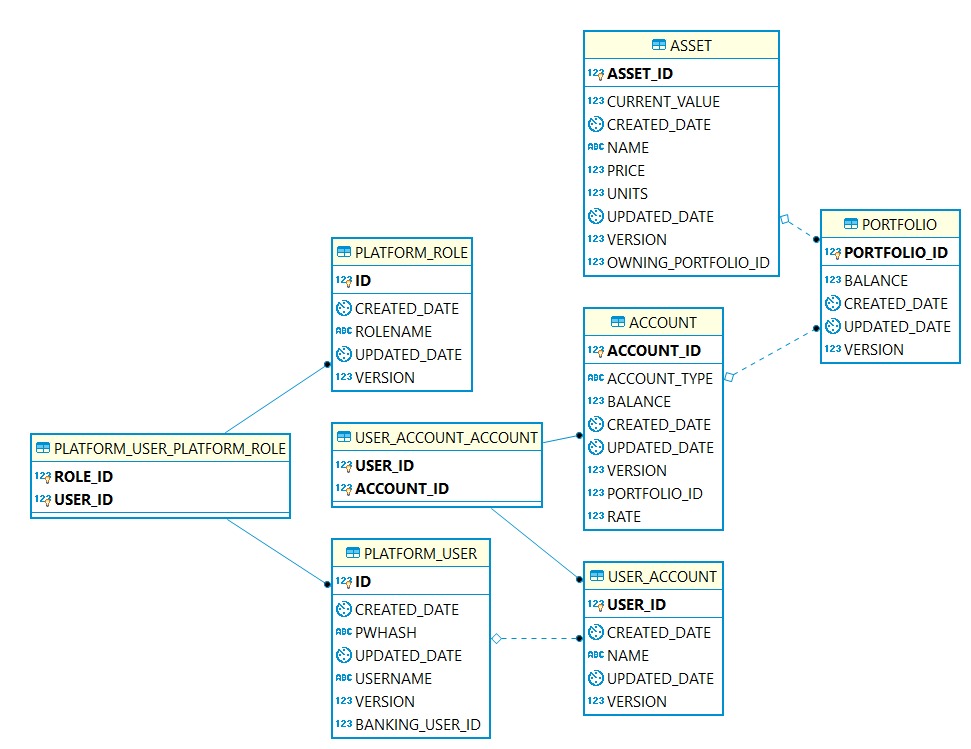 ASSET
123 ASSET_ID
123 CURRENT_VALUE
CREATED_DATE
ABC NAME
123 PRICE
123 UNITS
UPDATED_DATE
123 VERSION
123 OWNING_PORTFOLIO_ID
PORTFOLIO
123 PORTFOLIO_ID
123 BALANCE
CREATED_DATE
UPDATED_DATE
123 VERSION
PLATFORM_ROLE
123 ID
CREATED_DATE
ABC ROLENAME
UPDATED_DATE
123 VERSION
ACCOUNT
123 ACCOUNT_ID
ABC ACCOUNT_TYPE
123 BALANCE
CREATED_DATE
UPDATED_DATE
123 VERSION
123 PORTFOLIO_ID
123 RATE
PLATFORM_USER_PLATFORM_ROLE
123 ROLE_ID
123 USER_ID
USER_ACCOUNT_ACCOUNT
123 USER_ID
123 ACCOUNT_ID
PLATFORM_USER
123 ID
CREATED_DATE
ABC PWHASH
UPDATED_DATE
ABC USERNAME
123 VERSION
123 BANKING_USER_ID
USER_ACCOUNT
123 USER_ID
CREATED_DATE
ABC NAME
UPDATED_DATE
123 VERSION